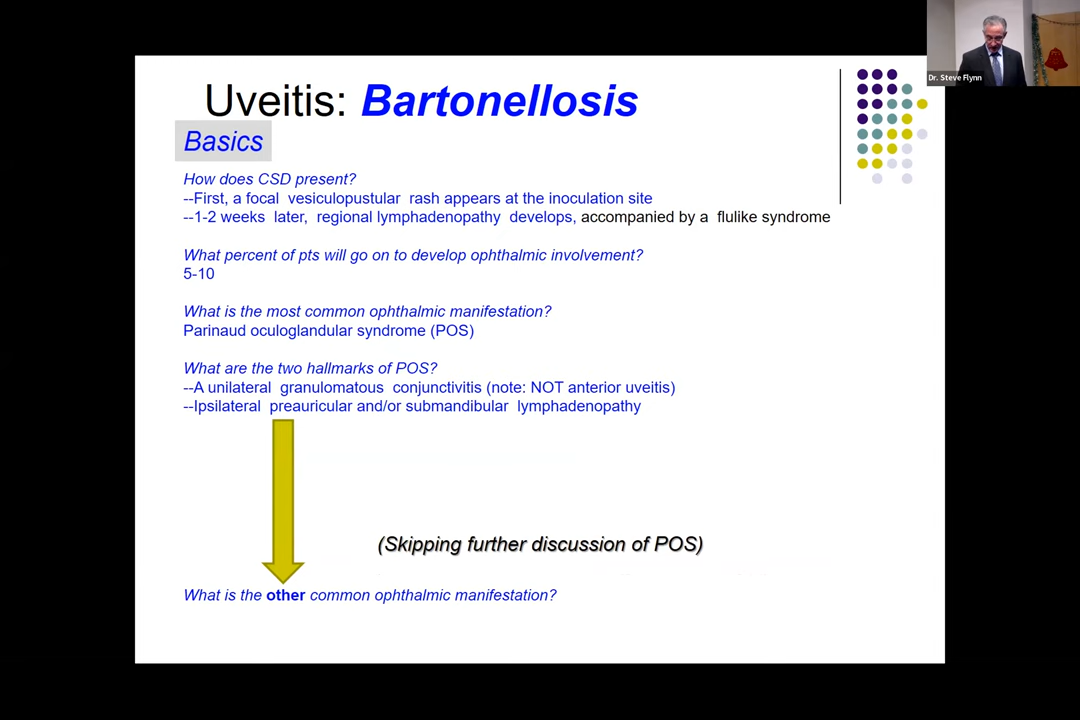 Dr. Steve Flynn
Uveitis: Bartonellosis
Basics
How does CSD present?
--First, a focal vesiculopustular rash appears at the inoculation site
--1-2 weeks later, regional lymphadenopathy develops, accompanied by a flulike syndrome
What percent of pts will go on to develop ophthalmic involvement?
5-10
What is the most common ophthalmic manifestation?
Parinaud oculoglandular syndrome (POS)
What are the two hallmarks of POS?
--A unilateral granulomatous conjunctivitis (note: NOT anterior uveitis)
--Ipsilateral preauricular and/or submandibular lymphadenopathy
(Skipping further discussion of POS)
What is the other common ophthalmic manifestation?